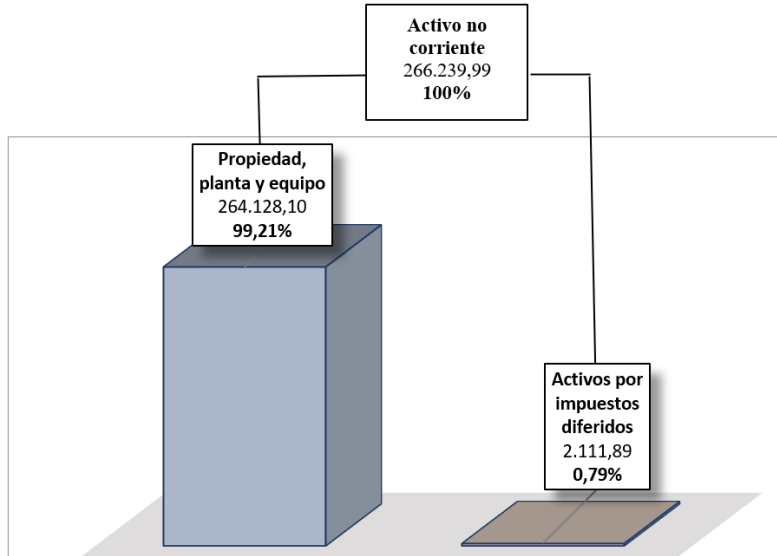 Activo no
corriente
266.239,99
100%
Propiedad,
planta y equipo
264.128,10
99,21%
Activos por
impuestos
diferidos
2.111,89
0,79%